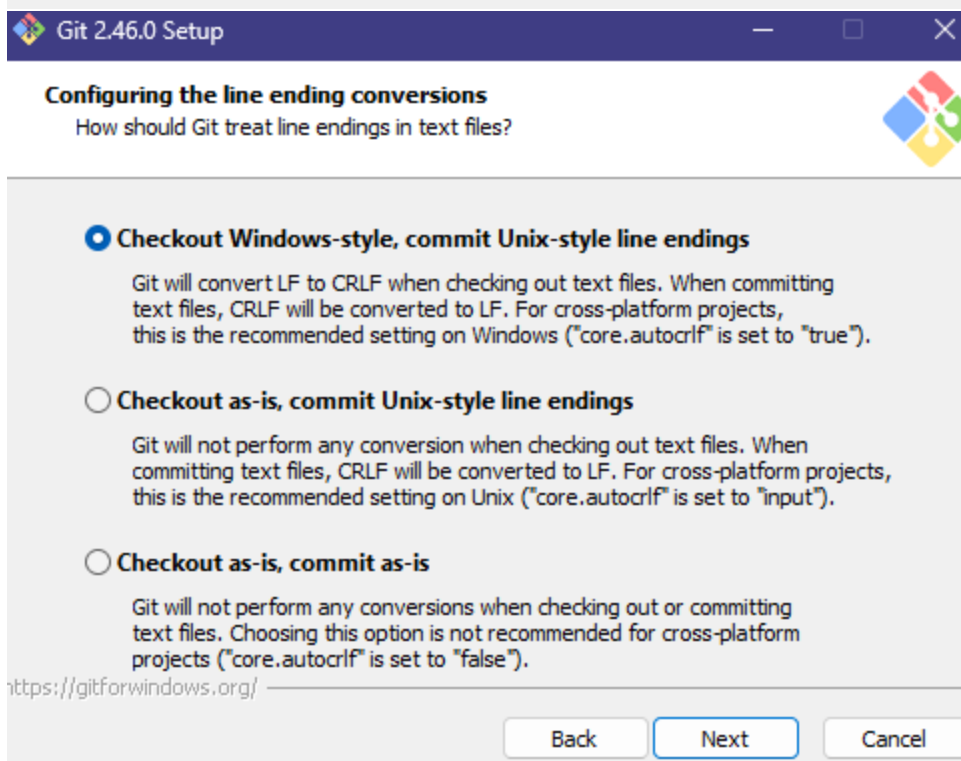 Git 2.46.0 Setup
Configuring the line ending conversions
How should Git treat line endings in text files?
Checkout Windows-style, commit Unix-style line endings
Git will convert LF to CRLF when checking out text files. When committing
text files, CRLF will be converted to LF. For cross-platform projects,
this is the recommended setting on Windows ("core.autocrlf" is set to "true").
Checkout as-is, commit Unix-style line endings
Git will not perform any conversion when checking out text files. When
committing text files, CRLF will be converted to LF. For cross-platform projects,
this is the recommended setting on Unix ("core.autocrlf" is set to "input").
Checkout as-is, commit as-is
Git will not perform any conversions when checking out or committing
text files. Choosing this option is not recommended for cross-platform
projects ("core.autocrlf" is set to "false").
https://gitforwindows.org/
Back Next Cancel